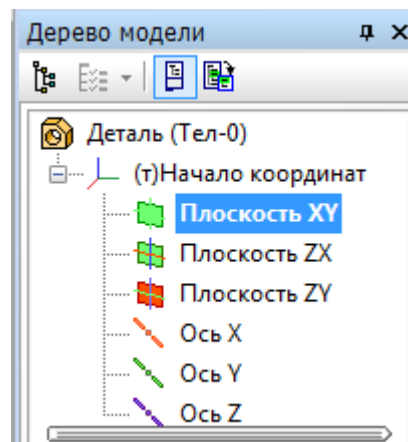 Дерево модели
Деталь (Тел-0)
(т)Начало координат
Плоскость XY
Плоскость ZX
Плоскость ZY
Ось X
Ось Y
Ось Z